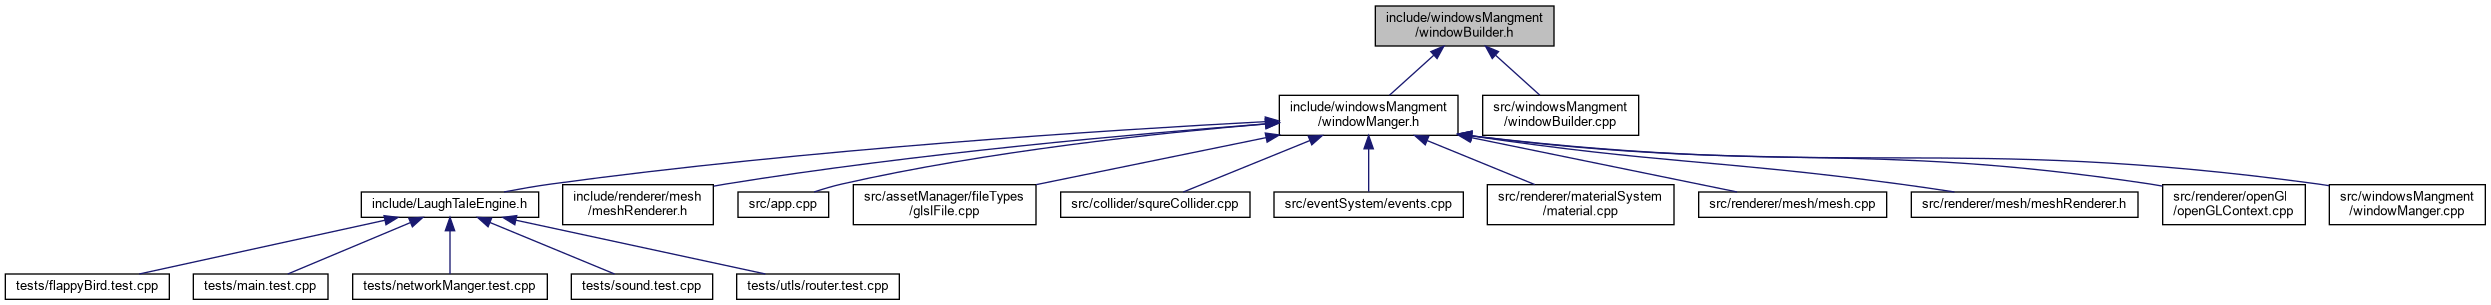 include/windowsMangment
/windowBuilder.h
include/windowsMangment
/windowManger.h
src/windowsMangment
/windowBuilder.cpp
include/LaughTaleEngine.h
include/renderer/mesh
/meshRenderer.h
src/app.cpp
src/assetManager/fileTypes
/glslFile.cpp
src/collider/squreCollider.cpp
src/eventSystem/events.cpp
src/renderer/materialSystem
/material.cpp
src/renderer/mesh/mesh.cpp
src/renderer/mesh/meshRenderer.h
src/renderer/openGl
/openGLContext.cpp
src/windowsMangment
/windowManger.cpp
tests/flappyBird.test.cpp
tests/main.test.cpp
tests/networkManger.test.cpp
tests/sound.test.cpp
tests/utls/router.test.cpp